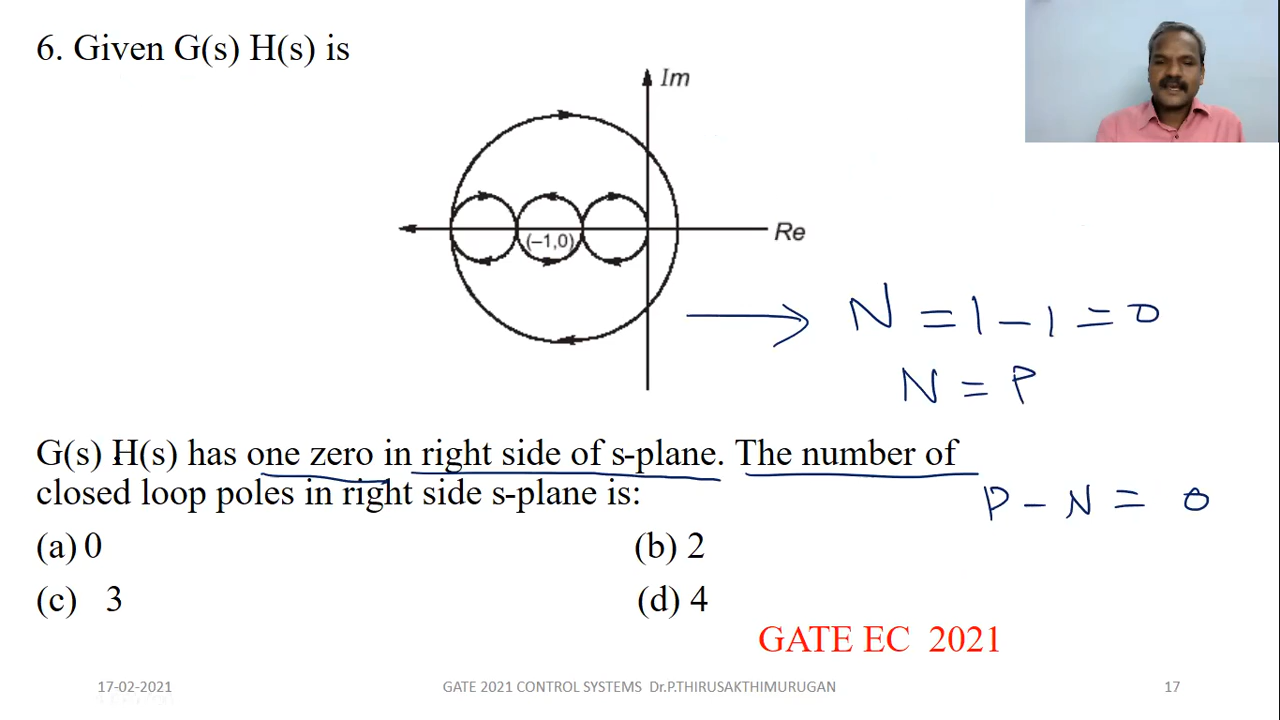 6. Given G(s) H(s) is
Im
(–1,0)
Re
N = 1 – 1 = 0
N = P
G(s) H(s) has one zero in right side of s-plane. The number of
closed loop poles in right side s-plane is:
P – N = 0
(a) 0
(b) 2
(c) 3
(d) 4
GATE EC 2021
17-02-2021
GATE 2021 CONTROL SYSTEMS Dr.P.THIRUSAKTHIMURUGAN
17